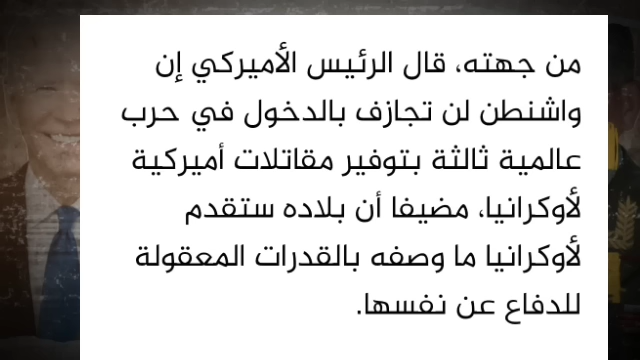 من جهته، قال الرئيس الأميركي إن
واشنطن لن تجازف بالدخول في حرب
عالمية ثالثة بتوفير مقاتلات أميركية
لأوكرانيا، مضيفا أن بلاده ستقدم
لأوكرانيا ما وصفه بالقدرات المعقولة
للدفاع عن نفسها.